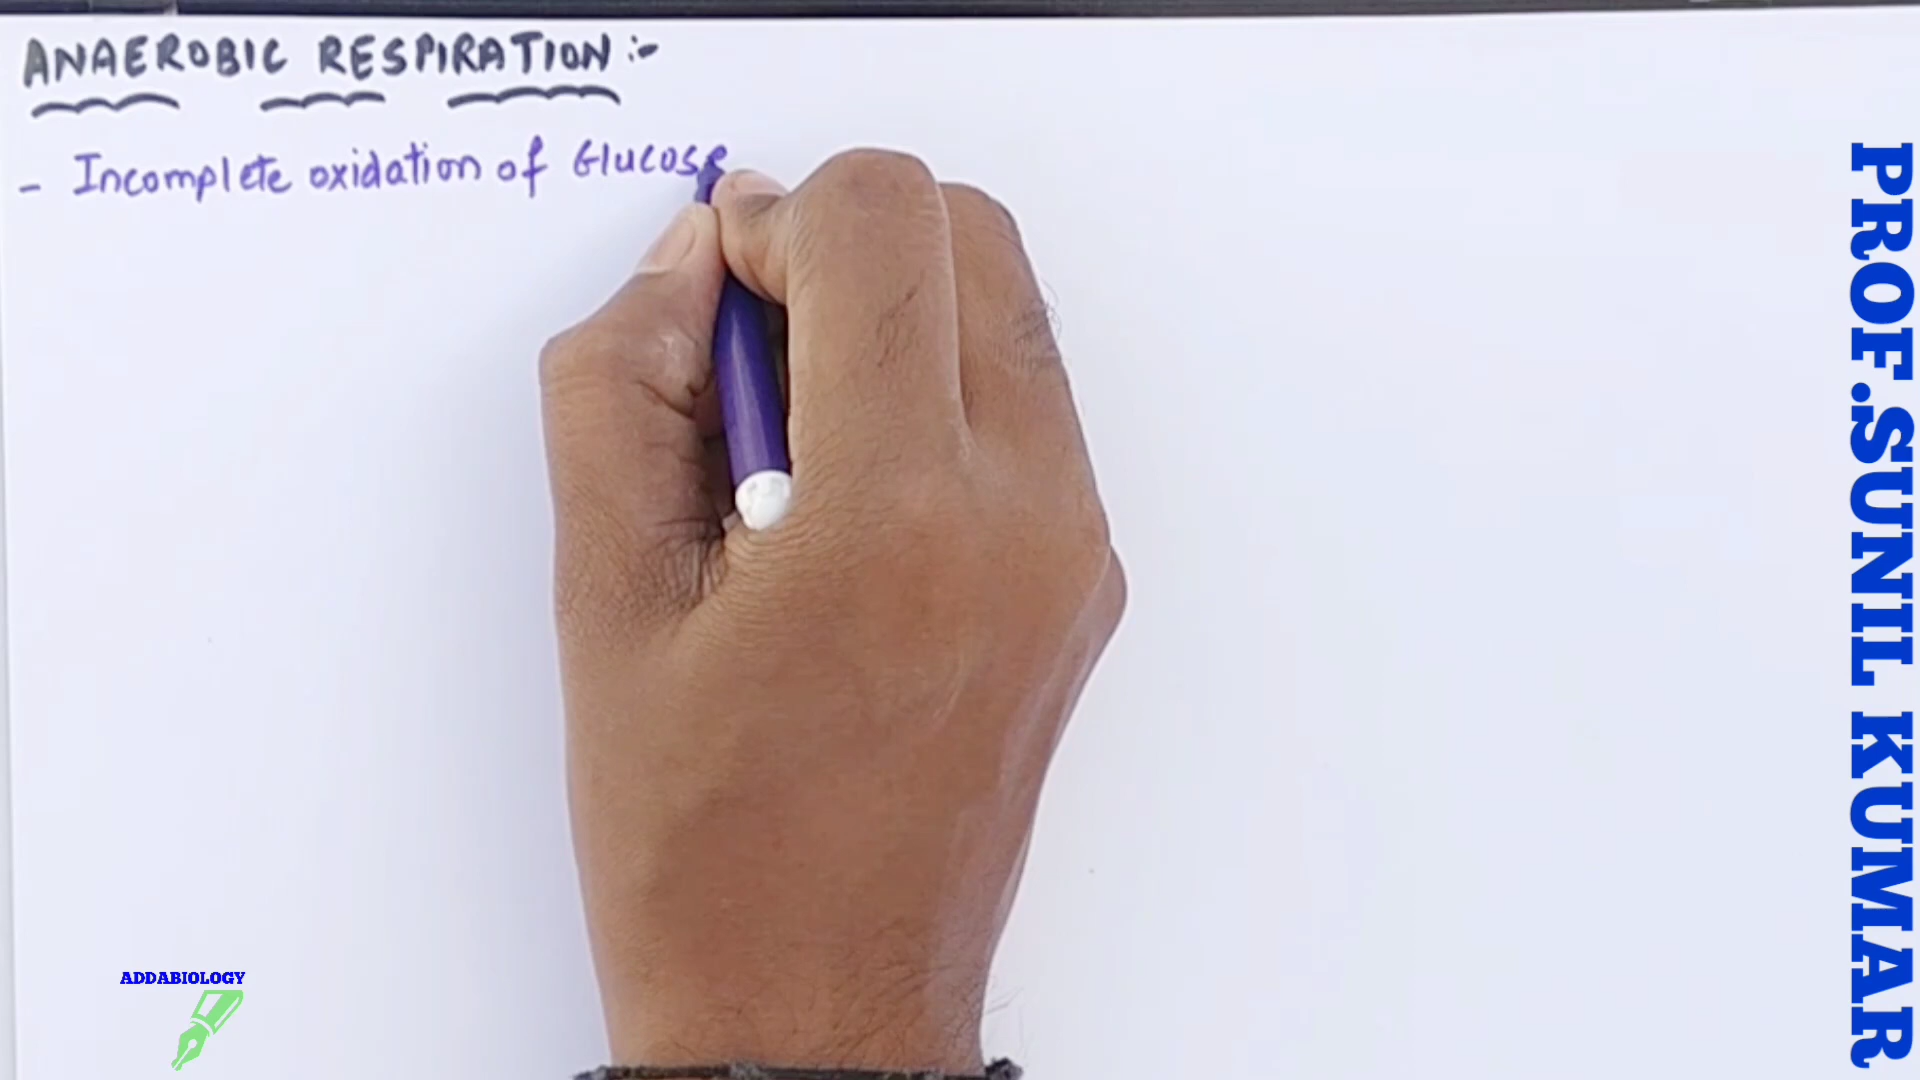 ANAEROBIC RESPIRATION :-
- Incomplete oxidation of Glucose
PROF.SUNIL KUMAR
ADDABIOLOGY